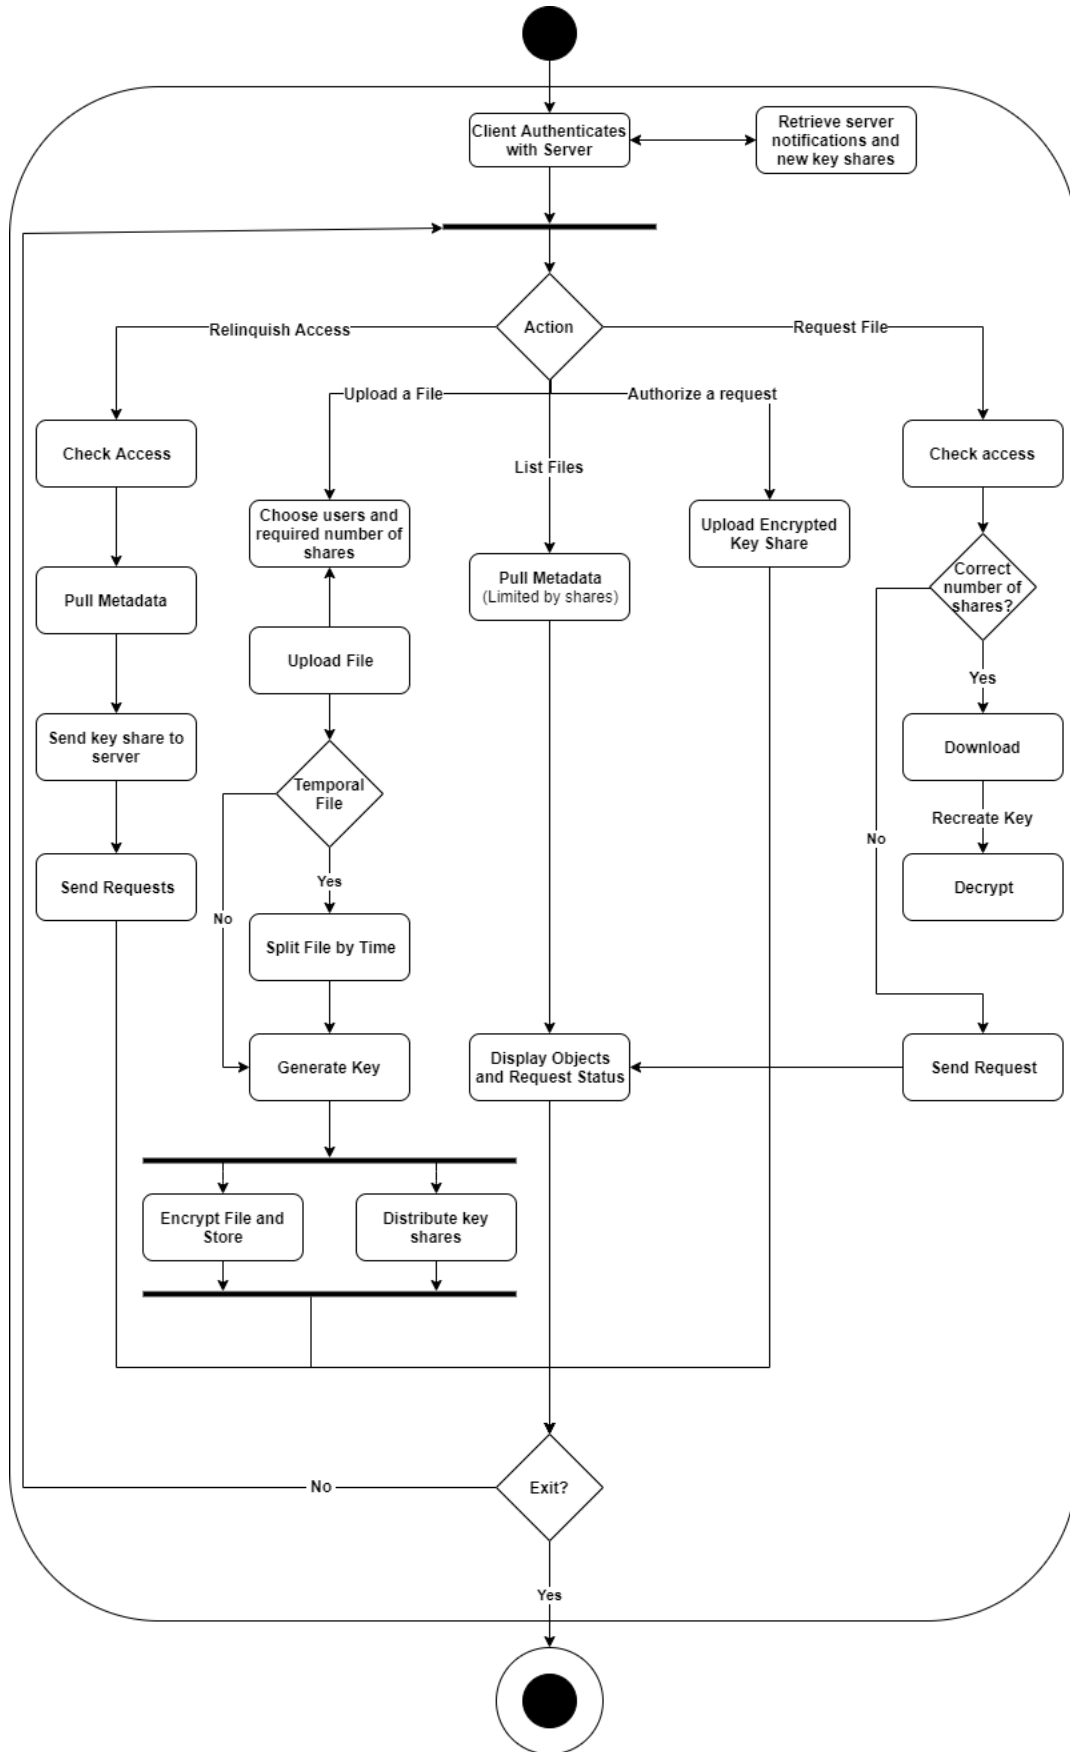 Client Authenticates
with Server
Retrieve server
notifications and
new key shares
Action
Relinquish Access
Request File
Upload a File
Authorize a request
List Files
Check Access
Check access
Choose users and
required number of
shares
Upload Encrypted
Key Share
Pull Metadata
(Limited by shares)
Correct
number of
shares?
Pull Metadata
Upload File
Yes
Send key share to
server
Download
Temporal
File
Recreate Key
No
Send Requests
Yes
Decrypt
No
Split File by Time
Generate Key
Display Objects
and Request Status
Send Request
Encrypt File and
Store
Distribute key
shares
No
Exit?
Yes